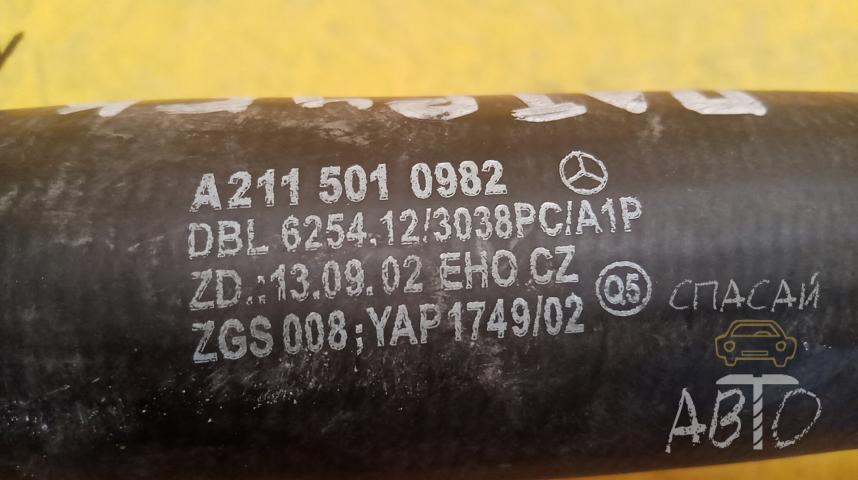 A 211 501 0982
DBL 6254.12/3038PC/A1P
ZD.:13.09.02 EHO CZ
Q5
ZGS 008;YAP1749/02
СПАСАЙ
АВТО